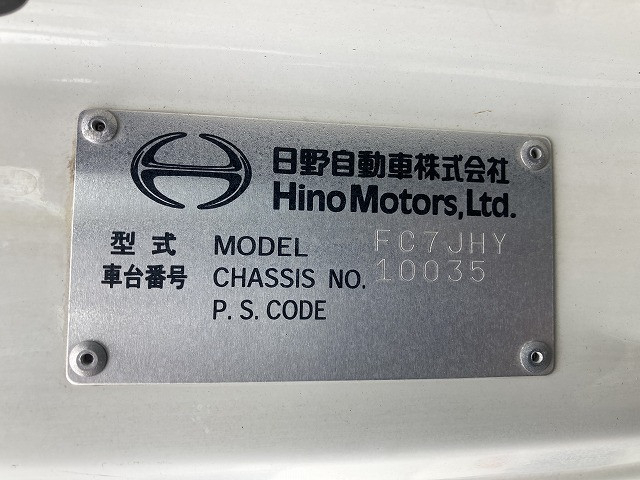 日野自動車株式会社
Hino Motors, Ltd.
型式 MODEL FC7JHY
車台番号 CHASSIS NO. 10035
P. S. CODE